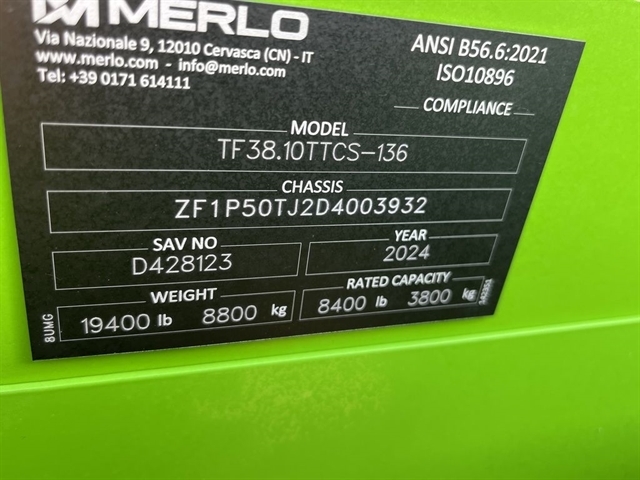 MERLO
Via Nazionale 9, 12010 Cervasca (CN) - IT
www.merlo.com - info@merlo.com
Tel: +39 0171 614111
ANSI B56.6:2021
ISO10896
COMPLIANCE
MODEL
TF38.10TTCS-136
CHASSIS
ZF1P50TJ2D4003932
SAV NO
D428123
YEAR
2024
WEIGHT
19400 lb 8800 kg
RATED CAPACITY
8400 lb 3800 kg
8UMG